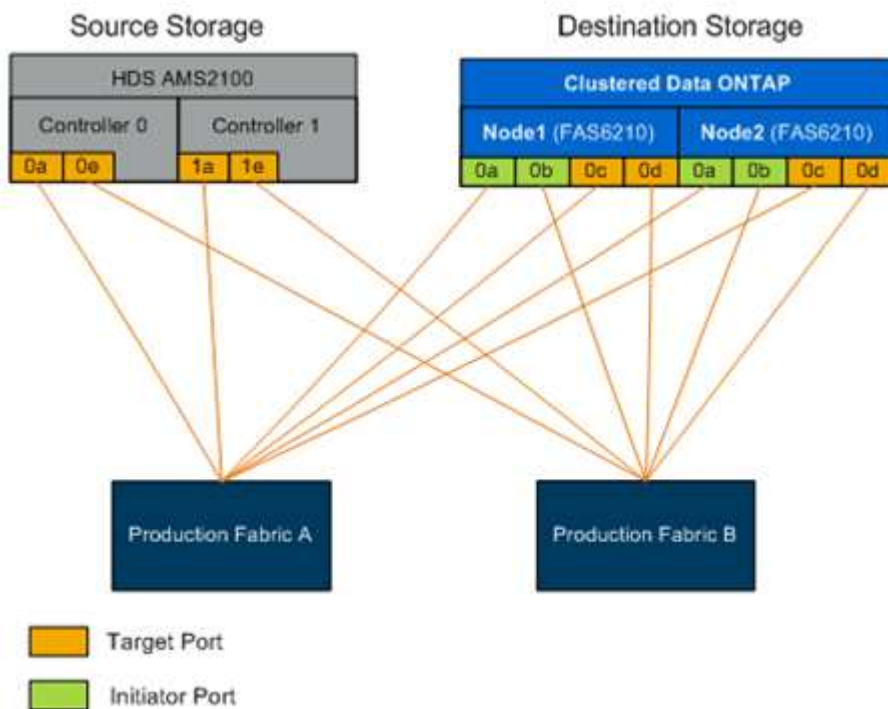 Source Storage
Destination Storage
HDS AMS2100
Clustered Data ONTAP
Controller 0
Controller 1
Node1 (FAS6210)
Node2 (FAS6210)
0a 0e 1a 1e
0a 0b 0c 0d 0a 0b 0c 0d
Production Fabric A
Production Fabric B
Target Port
Initiator Port